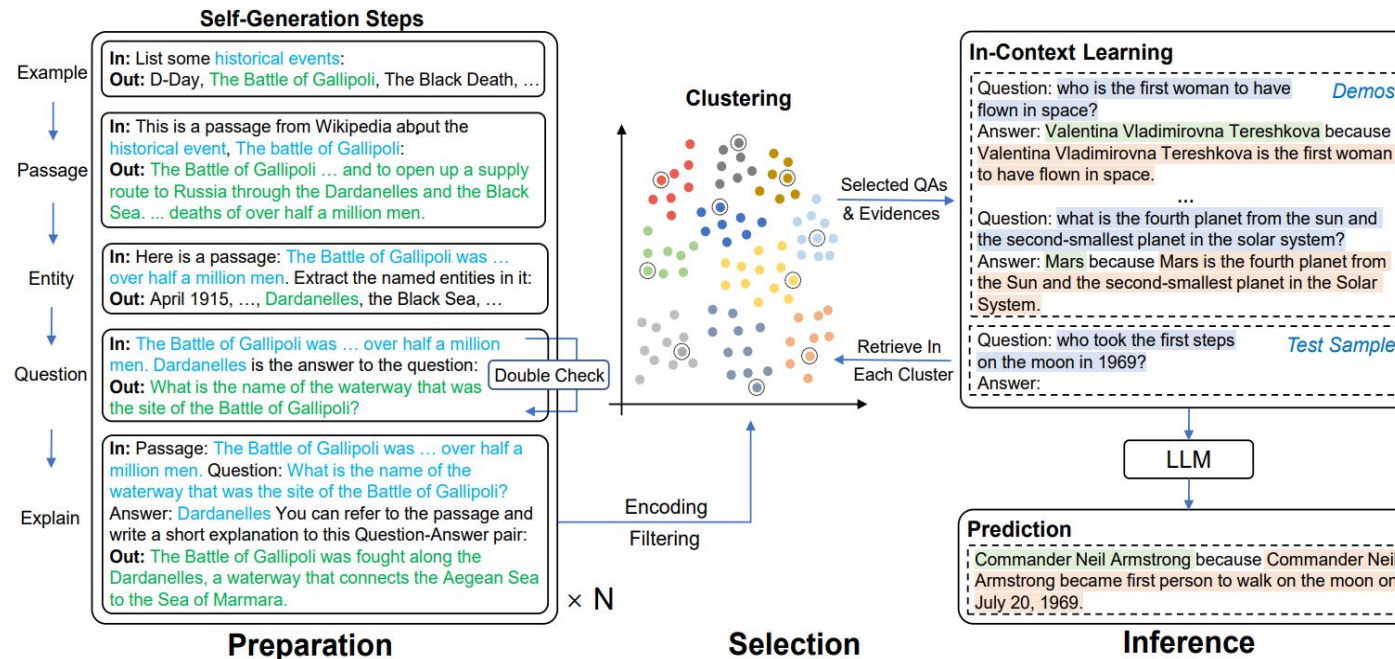 Self-Generation Steps
Example
In: List some historical events:
Out: D-Day, The Battle of Gallipoli, The Black Death, …
Passage
In: This is a passage from Wikipedia about the
historical event, The battle of Gallipoli:
Out: The Battle of Gallipoli … and to open up a supply
route to Russia through the Dardanelles and the Black
Sea. ... deaths of over half a million men.
Entity
In: Here is a passage: The Battle of Gallipoli was …
over half a million men. Extract the named entities in it:
Out: April 1915, …, Dardanelles, the Black Sea, …
Question
In: The Battle of Gallipoli was … over half a million
men. Dardanelles is the answer to the question:
Out: What is the name of the waterway that was
the site of the Battle of Gallipoli?
Double Check
Explain
In: Passage: The Battle of Gallipoli was … over half a
million men. Question: What is the name of the
waterway that was the site of the Battle of Gallipoli?
Answer: Dardanelles You can refer to the passage and
write a short explanation to this Question-Answer pair:
Out: The Battle of Gallipoli was fought along the
Dardanelles, a waterway that connects the Aegean Sea
to the Sea of Marmara.
× N
Preparation
Clustering
Encoding
Filtering
Selected QAs
& Evidences
Retrieve In
Each Cluster
Selection
In-Context Learning
Question: who is the first woman to have
flown in space?
Demos
Answer: Valentina Vladimirovna Tereshkova because
Valentina Vladimirovna Tereshkova is the first woman
to have flown in space.
...
Question: what is the fourth planet from the sun and
the second-smallest planet in the solar system?
Answer: Mars because Mars is the fourth planet from
the Sun and the second-smallest planet in the Solar
System.
Question: who took the first steps
on the moon in 1969?
Test Sample
Answer:
LLM
Prediction
Commander Neil Armstrong because Commander Neil
Armstrong became first person to walk on the moon on
July 20, 1969.
Inference